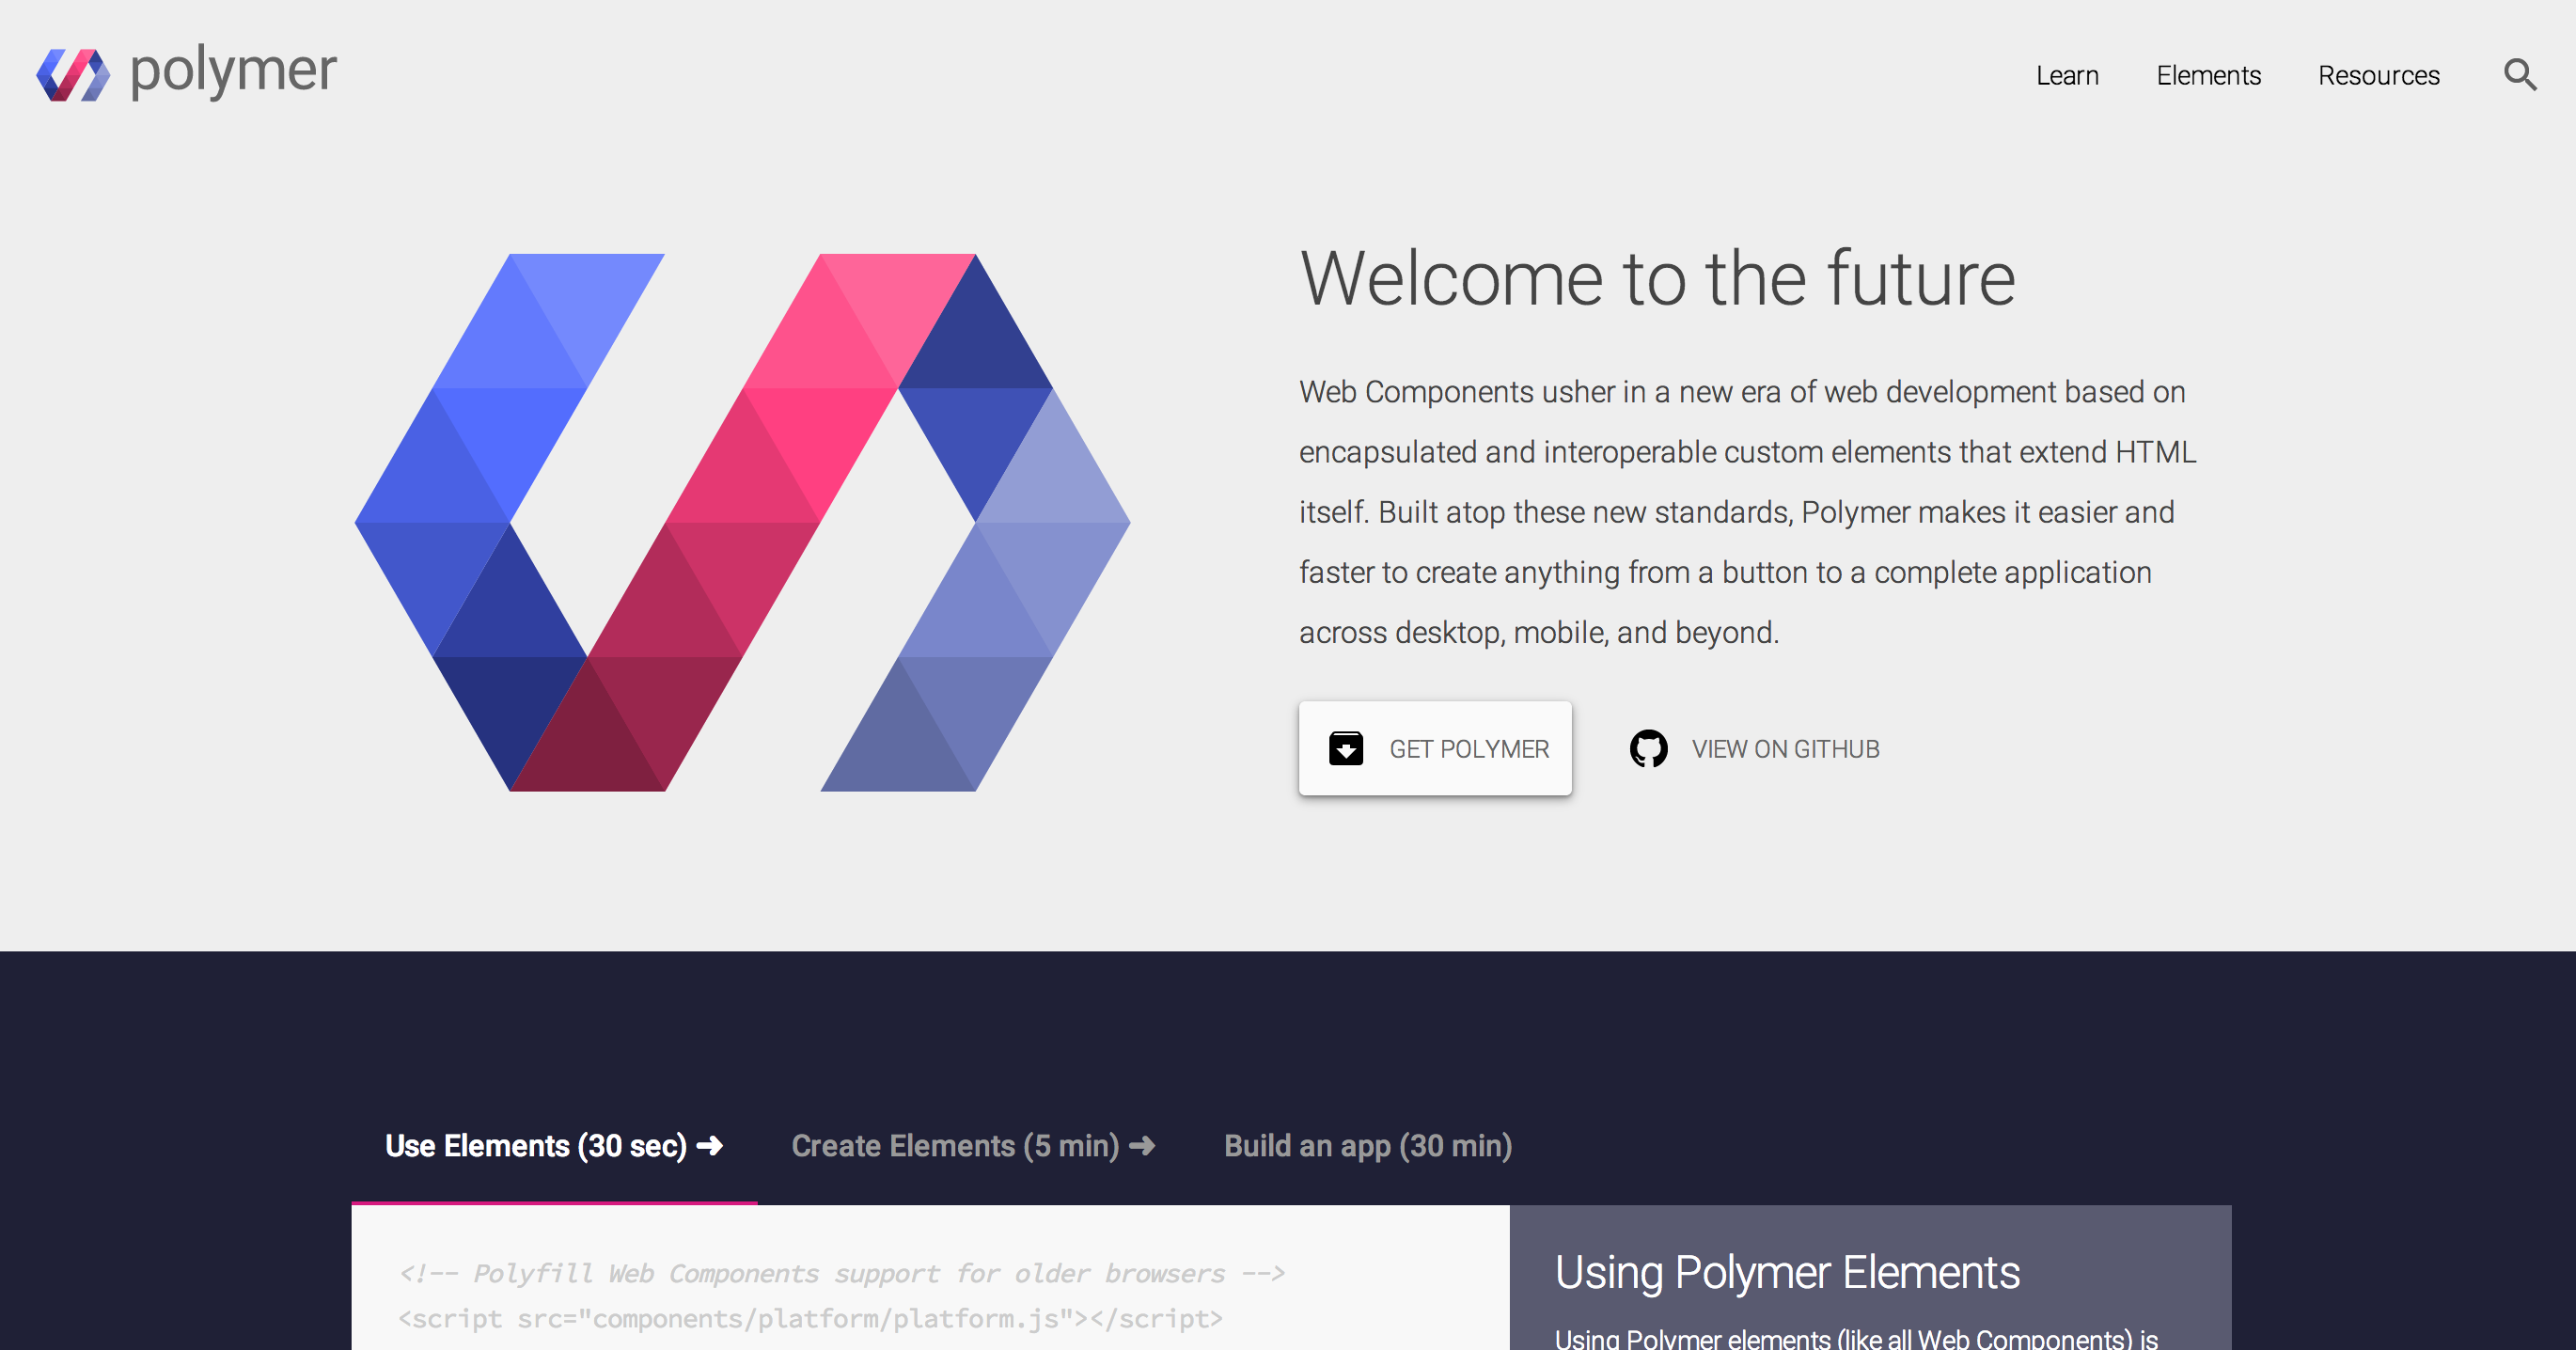 polymer
Learn
Elements
Resources
Welcome to the future
Web Components usher in a new era of web development based on
encapsulated and interoperable custom elements that extend HTML
itself. Built atop these new standards, Polymer makes it easier and
faster to create anything from a button to a complete application
across desktop, mobile, and beyond.
GET POLYMER
VIEW ON GITHUB
Use Elements (30 sec) ➜
Create Elements (5 min) ➜
Build an app (30 min)
<!-- Polyfill Web Components support for older browsers -->
<script src="components/platform/platform.js"></script>
Using Polymer Elements
Using Polymer elements (like all Web Components) is